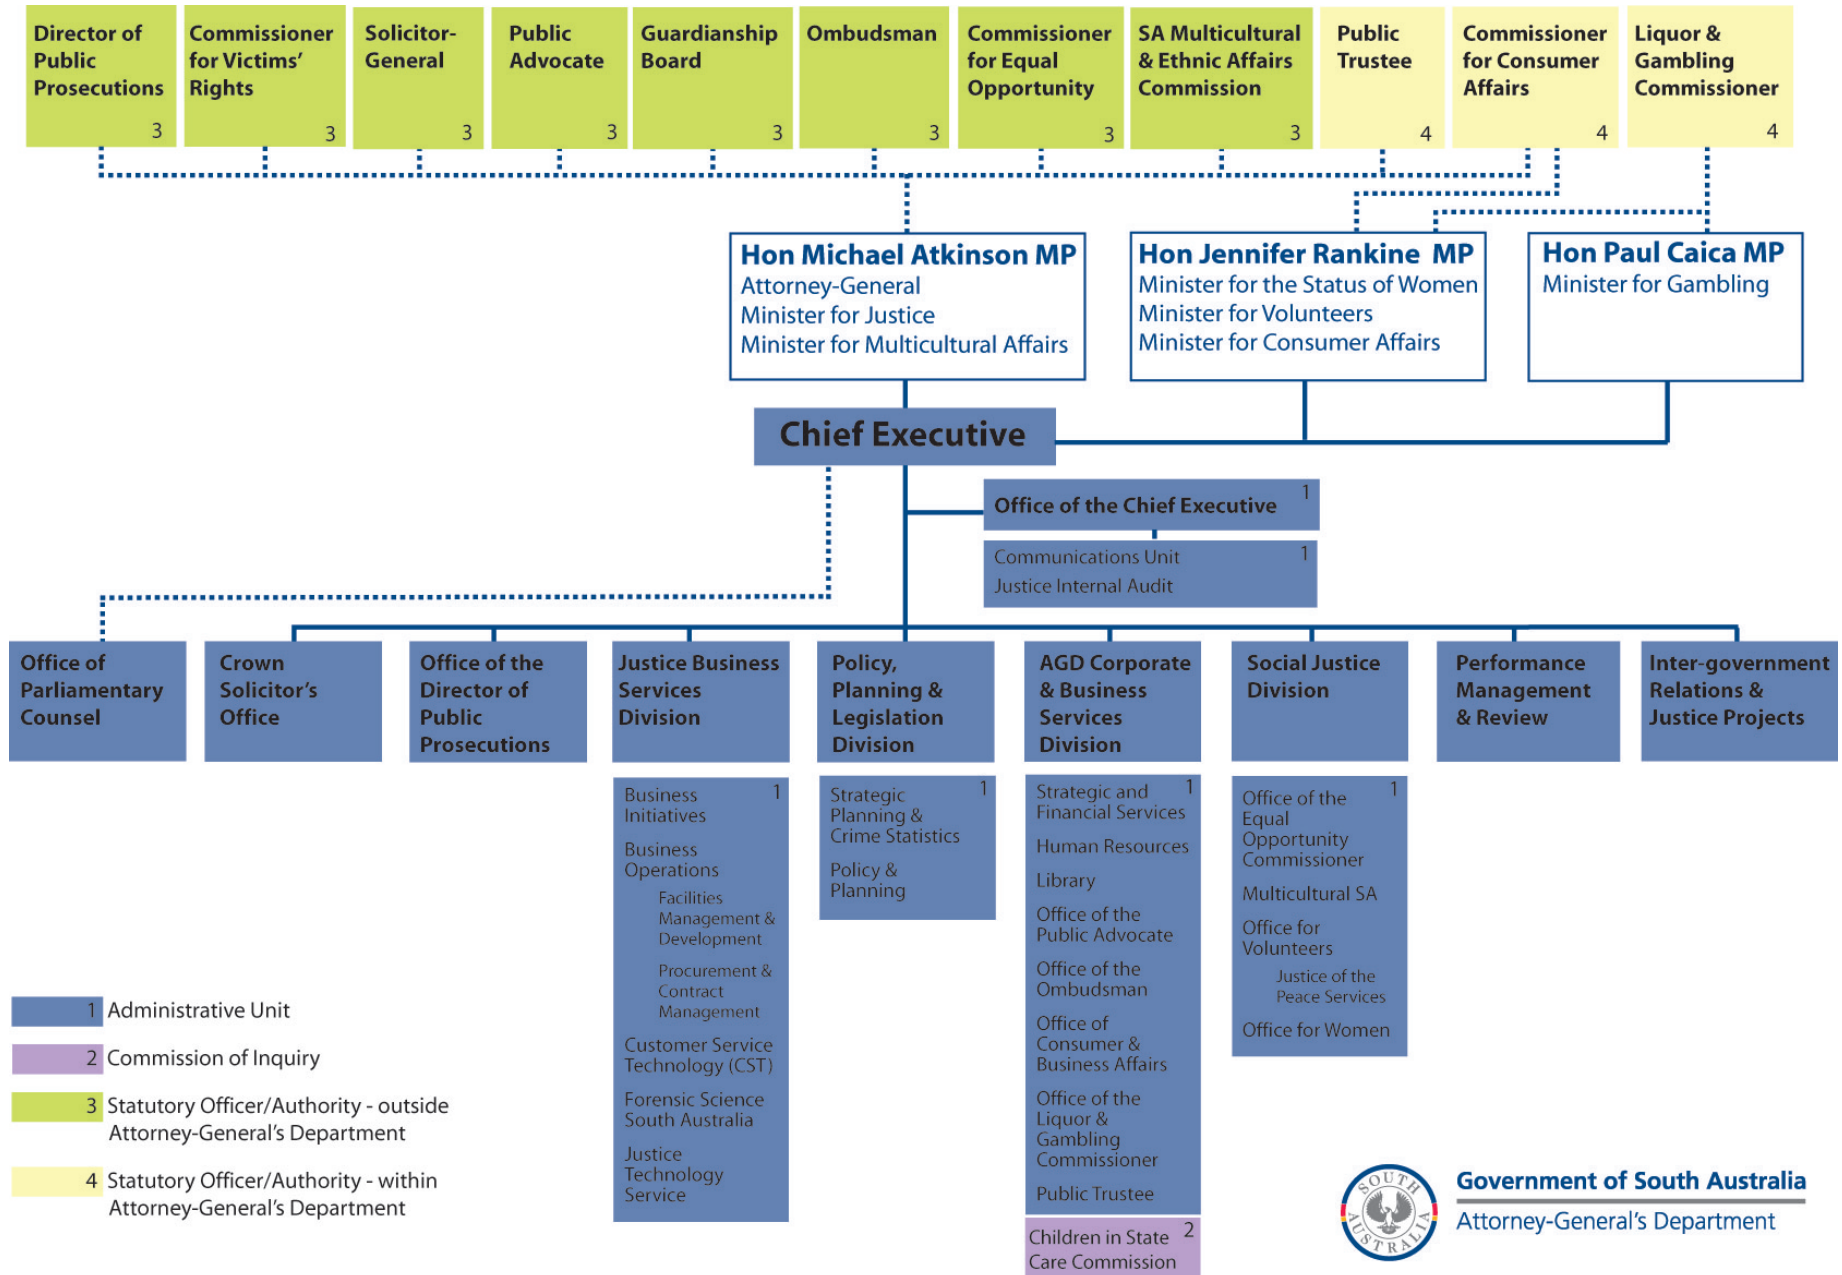 Director of
Public
Prosecutions
3
Commissioner
for Victims’
Rights
3
Solicitor-
General
3
Public
Advocate
3
Guardianship
Board
3
Ombudsman
3
Commissioner
for Equal
Opportunity
3
SA Multicultural
& Ethnic Affairs
Commission
3
Public
Trustee
4
Commissioner
for Consumer
Affairs
4
Liquor &
Gambling
Commissioner
4
Hon Michael Atkinson MP
Attorney-General
Minister for Justice
Minister for Multicultural Affairs
Hon Jennifer Rankine MP
Minister for the Status of Women
Minister for Volunteers
Minister for Consumer Affairs
Hon Paul Caica MP
Minister for Gambling
Chief Executive
Office of the Chief Executive
1
Communications Unit
1
Justice Internal Audit
Office of
Parliamentary
Counsel
Crown
Solicitor’s
Office
Office of the
Director of
Public
Prosecutions
Justice Business
Services
Division
Policy,
Planning &
Legislation
Division
AGD Corporate
& Business
Services
Division
Social Justice
Division
Performance
Management
& Review
Inter-government
Relations &
Justice Projects
Business
Initiatives
1
Business
Operations
Facilities
Management &
Development
Procurement &
Contract
Management
Customer Service
Technology (CST)
Forensic Science
South Australia
Justice
Technology
Service
Strategic
Planning &
Crime Statistics
1
Policy &
Planning
Strategic and
Financial Services
1
Human Resources
Library
Office of the
Public Advocate
Office of the
Ombudsman
Office of
Consumer &
Business Affairs
Office of the
Liquor &
Gambling
Commissioner
Public Trustee
Children in State
Care Commission
2
Office of the
Equal
Opportunity
Commissioner
1
Multicultural SA
Office for
Volunteers
Justice of the
Peace Services
Office for Women
1 Administrative Unit
2 Commission of Inquiry
3 Statutory Officer/Authority - outside
Attorney-General’s Department
4 Statutory Officer/Authority - within
Attorney-General’s Department
SOUTH
AUSTRALIA
Government of South Australia
Attorney-General’s Department